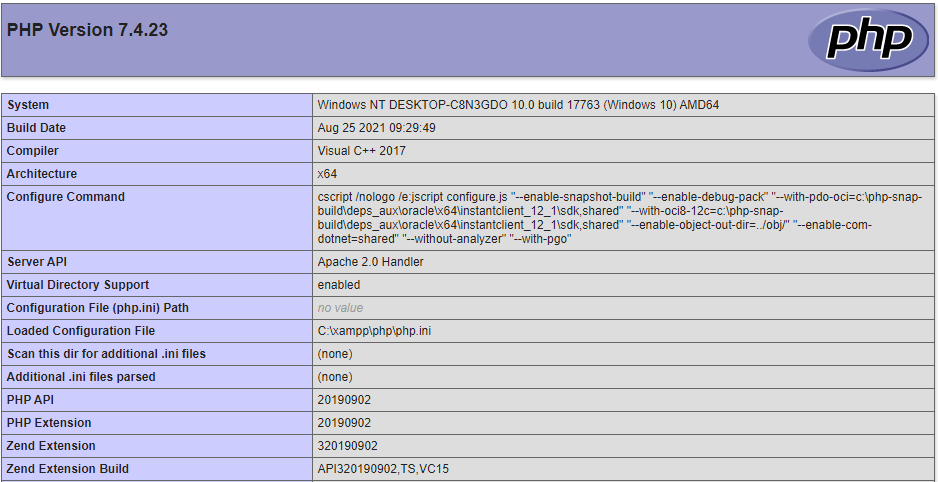 PHP Version 7.4.23
php
System Windows NT DESKTOP-C8N3GDO 10.0 build 17763 (Windows 10) AMD64
Build Date Aug 25 2021 09:29:49
Compiler Visual C++ 2017
Architecture x64
Configure Command cscript /nologo /e:jscript configure.js "--enable-snapshot-build" "--enable-debug-pack" "--with-pdo-oci=c:\php-snap-
build\deps_aux\oracle\x64\instantclient_12_1\sdk,shared" "--with-oci8-12c=c:\php-snap-
build\deps_aux\oracle\x64\instantclient_12_1\sdk,shared" "--enable-object-out-dir=../obj/" "--enable-com-
dotnet=shared" "--without-analyzer" "--with-pgo"
Server API Apache 2.0 Handler
Virtual Directory Support enabled
Configuration File (php.ini) Path no value
Loaded Configuration File C:\xampp\php\php.ini
Scan this dir for additional .ini files (none)
Additional .ini files parsed (none)
PHP API 20190902
PHP Extension 20190902
Zend Extension 320190902
Zend Extension Build API320190902,TS,VC15